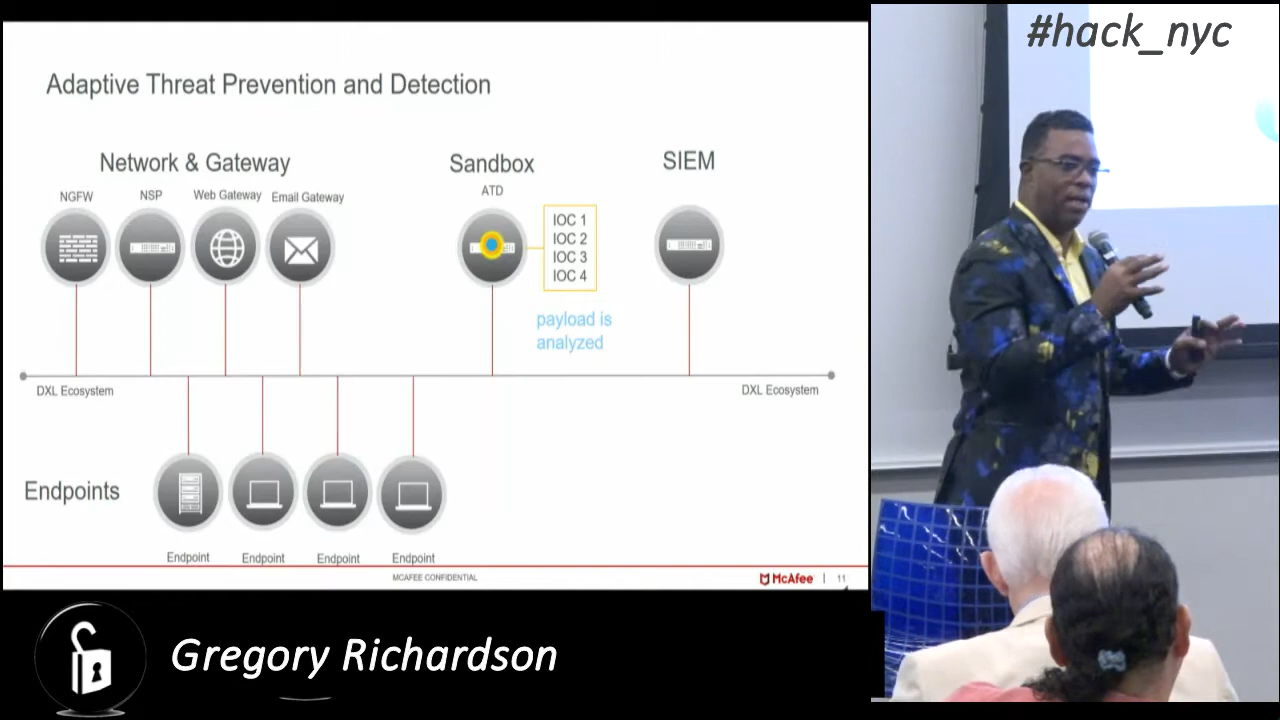 #hack_nyc
Adaptive Threat Prevention and Detection
Network & Gateway
Sandbox
SIEM
NGFW
NSP
Web Gateway
Email Gateway
ATD
IOC 1
IOC 2
IOC 3
IOC 4
payload is
analyzed
DXL Ecosystem
DXL Ecosystem
Endpoints
Endpoint
Endpoint
Endpoint
Endpoint
MCAFEE CONFIDENTIAL
McAfee
11
Gregory Richardson